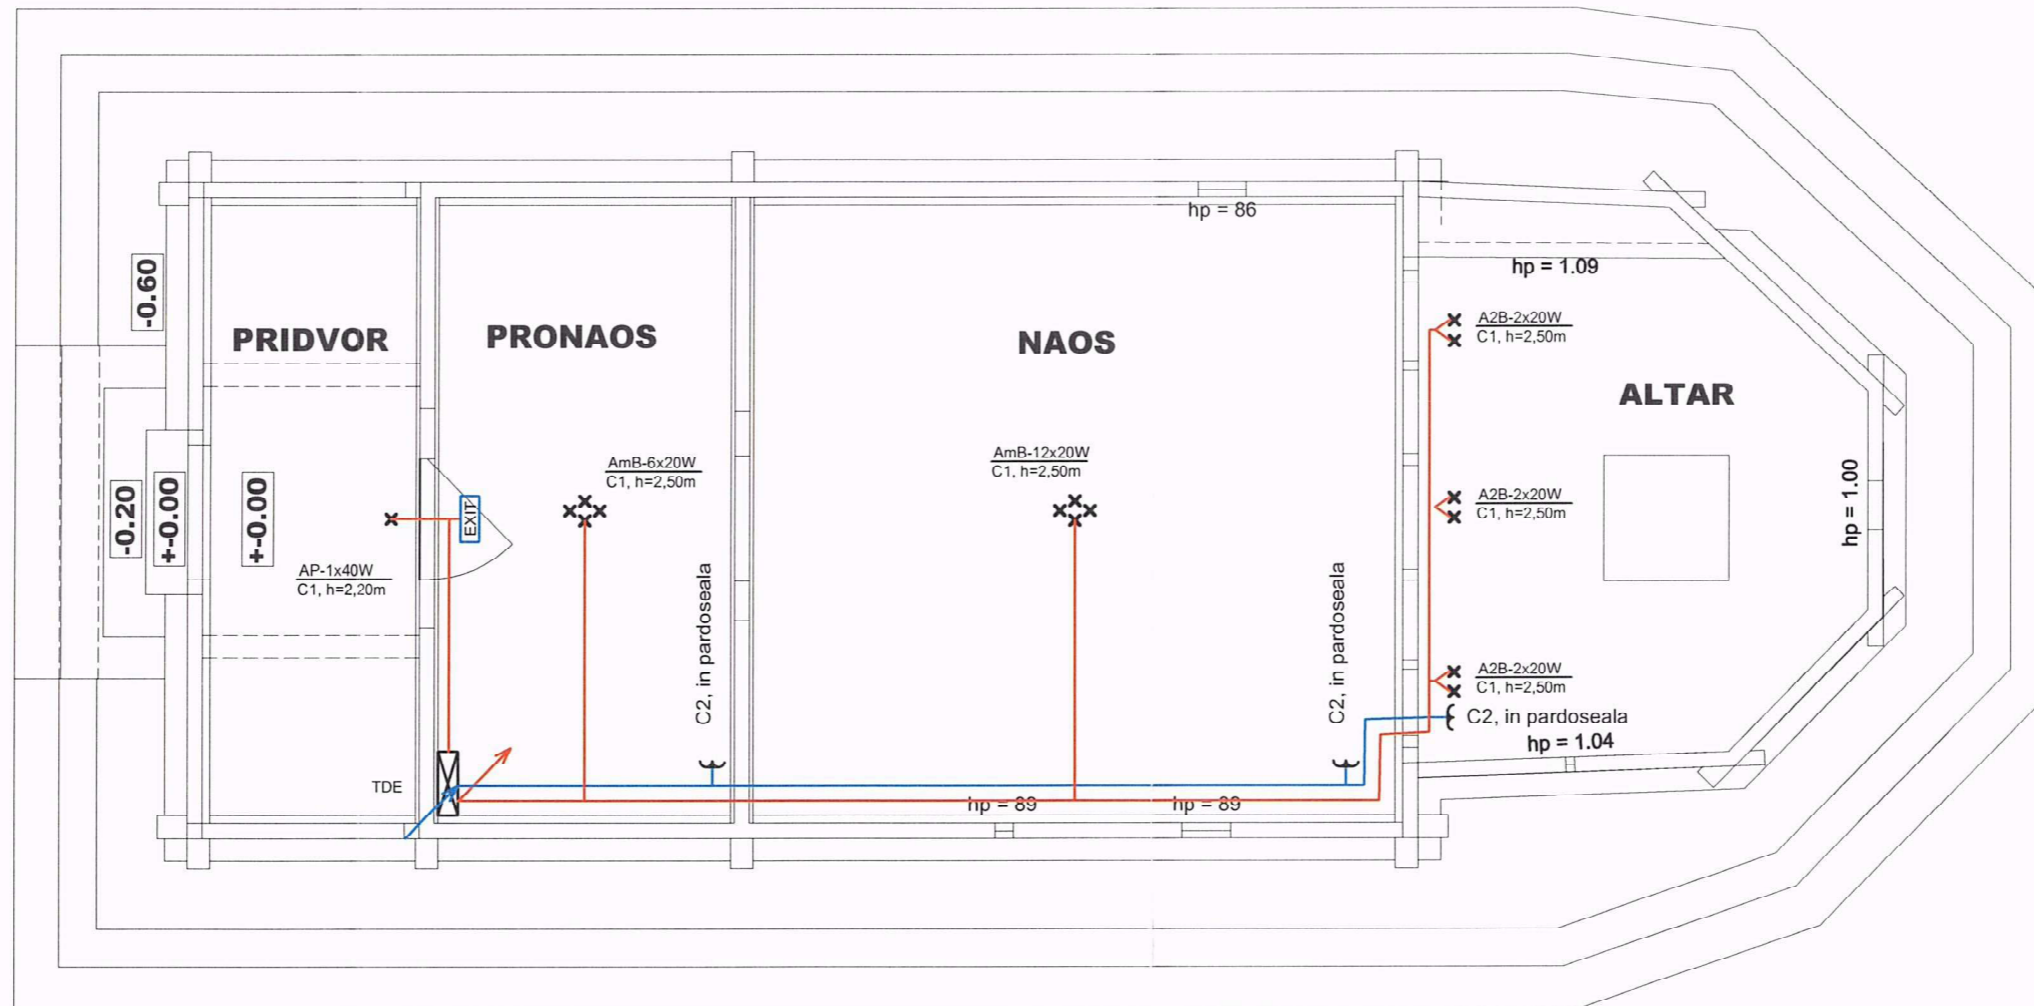 hp = 86
hp = 1.09
-0.60
PRIDVOR
PRONAOS
NAOS
ALTAR
A2B-2x20W
C1, h=2,50m
AmB-6x20W
C1, h=2,50m
AmB-12x20W
C1, h=2,50m
A2B-2x20W
C1, h=2,50m
-0.20
+-0.00
+-0.00
EXIT
hp = 1.00
AP-1x40W
C1, h=2,20m
C2, in pardoseala
C2, in pardoseala
A2B-2x20W
C1, h=2,50m
C2, in pardoseala
hp = 1.04
TDE
hp = 89
hp = 89